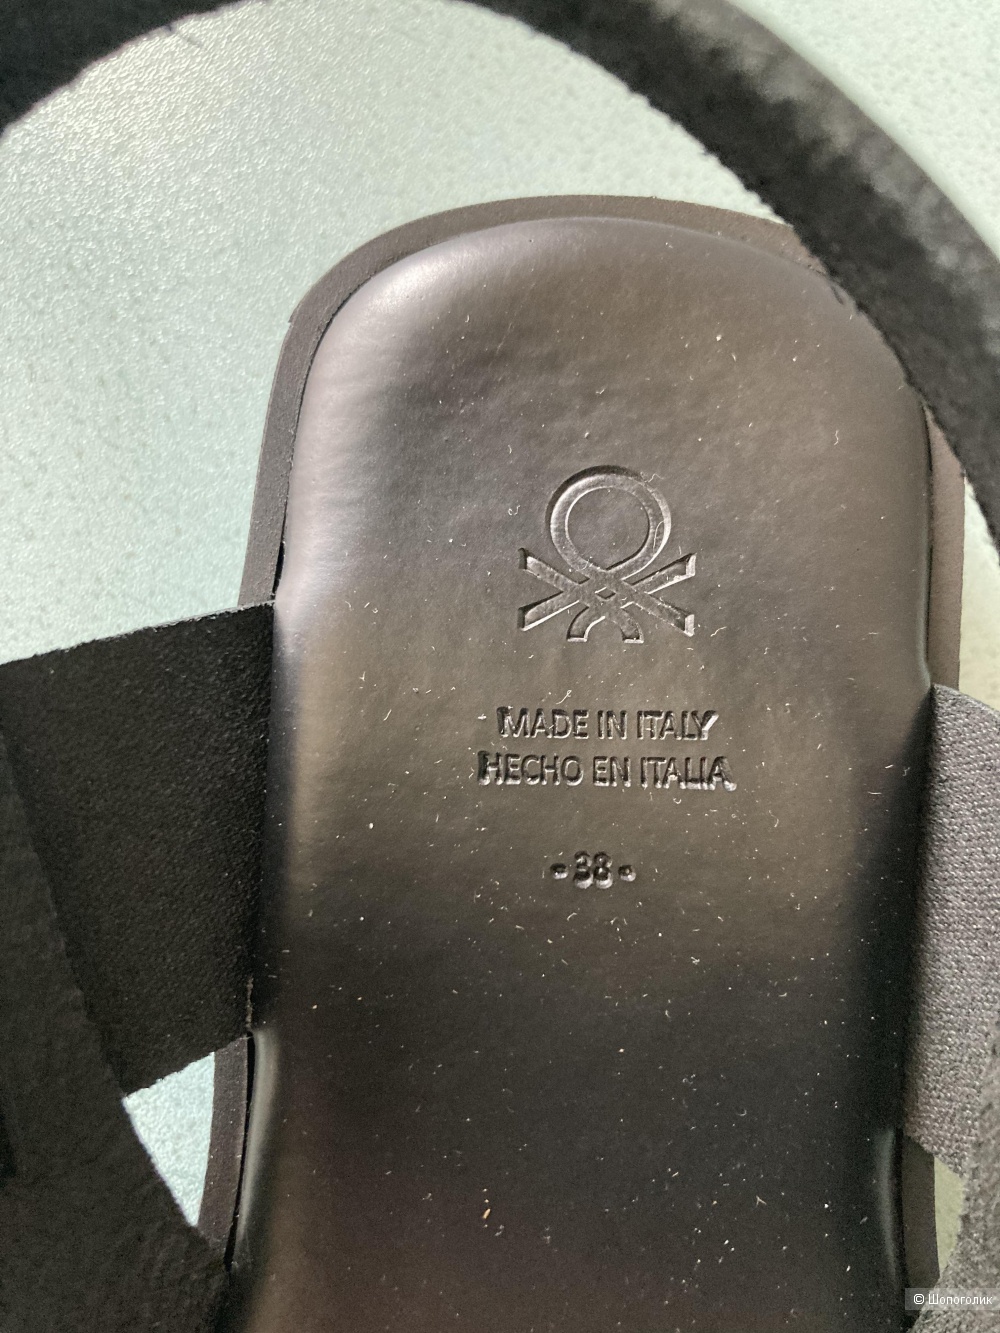 MADE IN ITALY
HECHO EN ITALIA
-38-
© Шопоголик